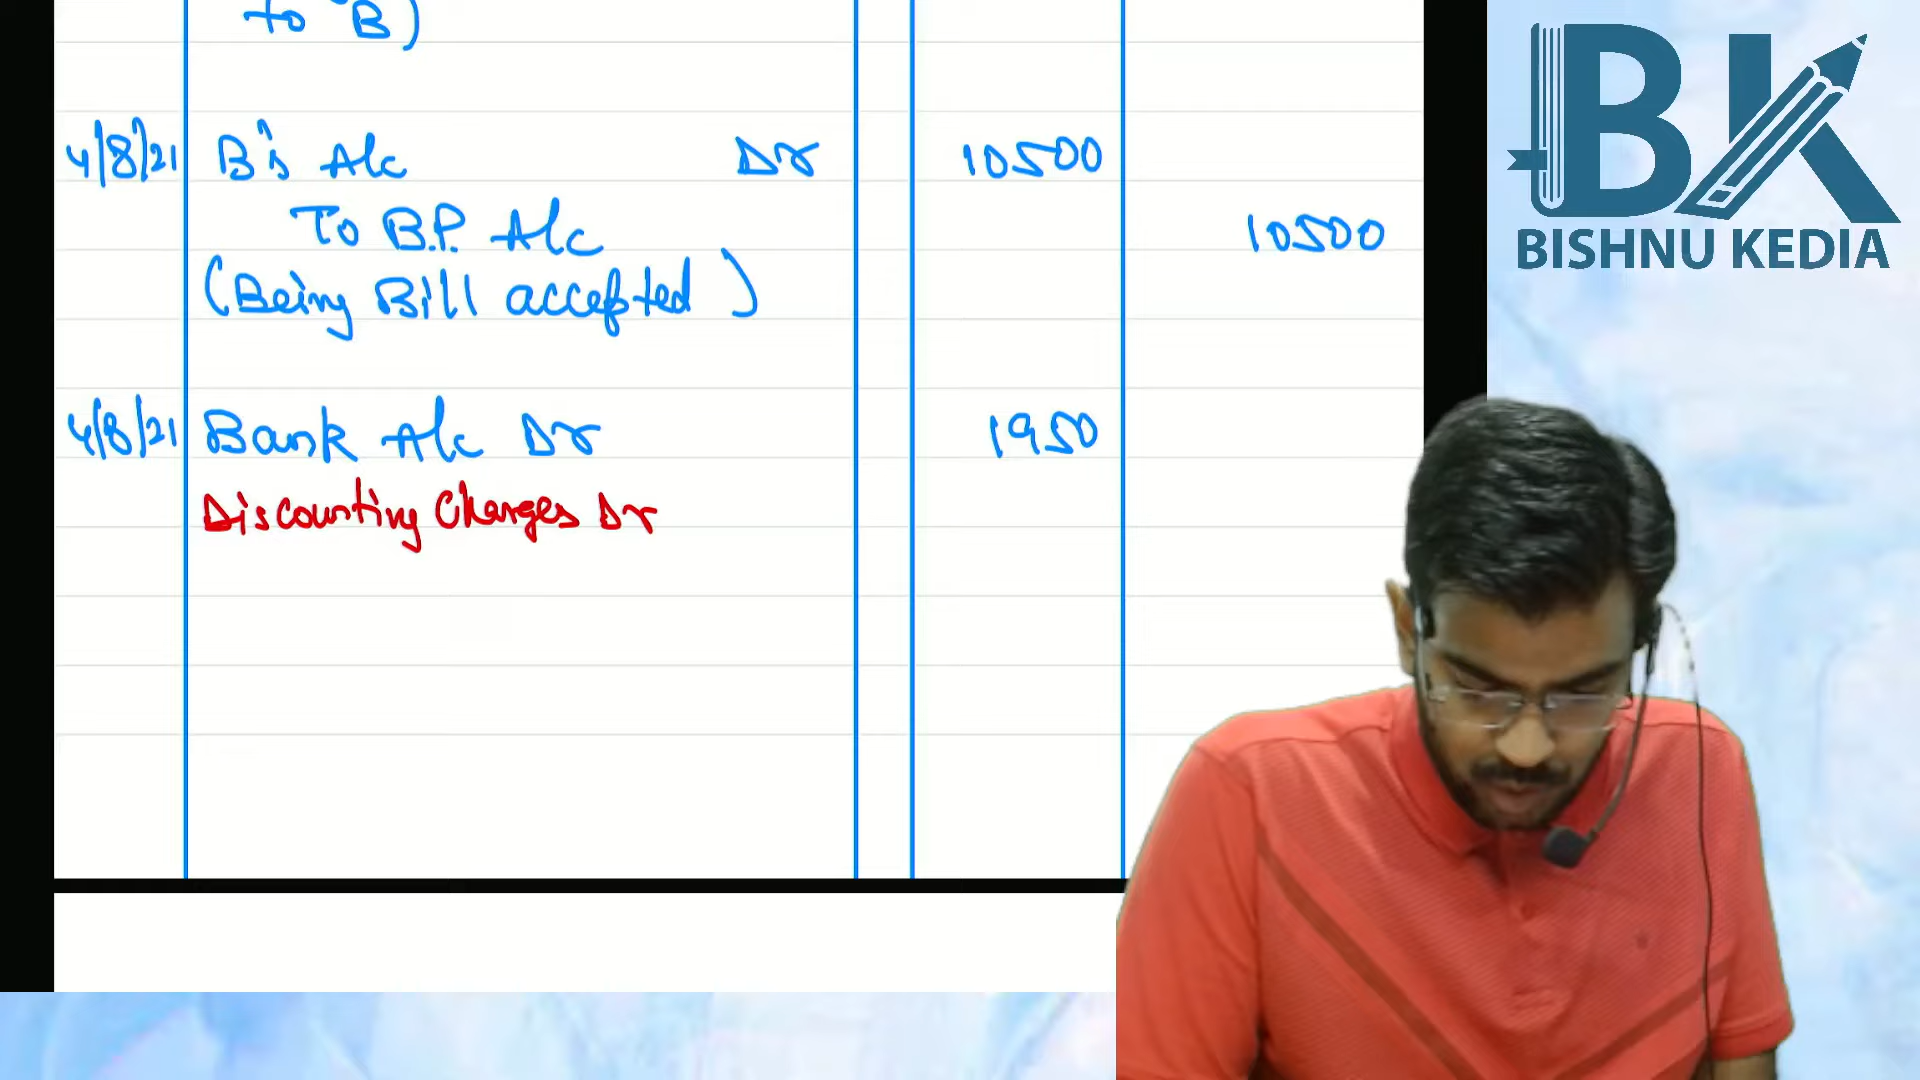 to B)
4/8/21 B's A/c Dr 10500
To B.P. A/c 10500
(Being Bill accepted)
4/8/21 Bank A/c Dr 1950
Discounting Charges Dr
BK
BISHNU KEDIA